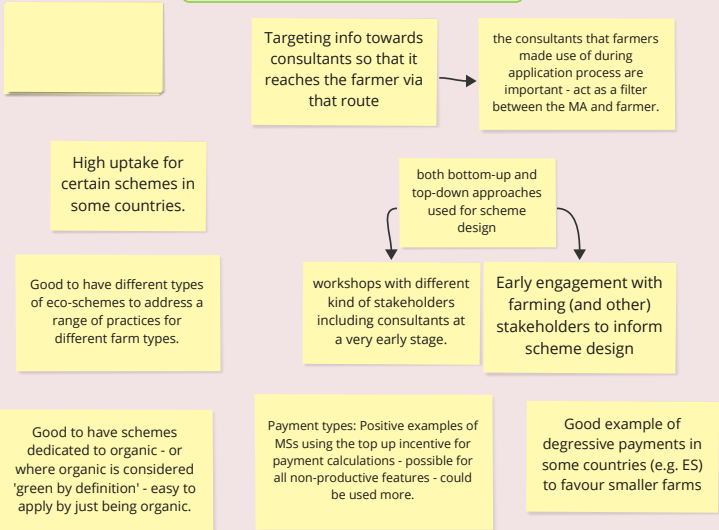 Targeting info towards
consultants so that it
reaches the farmer via
that route
the consultants that farmers
made use of during
application process are
important - act as a filter
between the MA and farmer.
High uptake for
certain schemes in
some countries.
both bottom-up and
top-down approaches
used for scheme
design
Good to have different types
of eco-schemes to address a
range of practices for
different farm types.
workshops with different
kind of stakeholders
including consultants at
a very early stage.
Early engagement with
farming (and other)
stakeholders to inform
scheme design
Good to have schemes
dedicated to organic - or
where organic is considered
'green by definition' - easy to
apply by just being organic.
Payment types: Positive examples of
MSs using the top up incentive for
payment calculations - possible for
all non-productive features - could
be used more.
Good example of
degressive payments in
some countries (e.g. ES)
to favour smaller farms